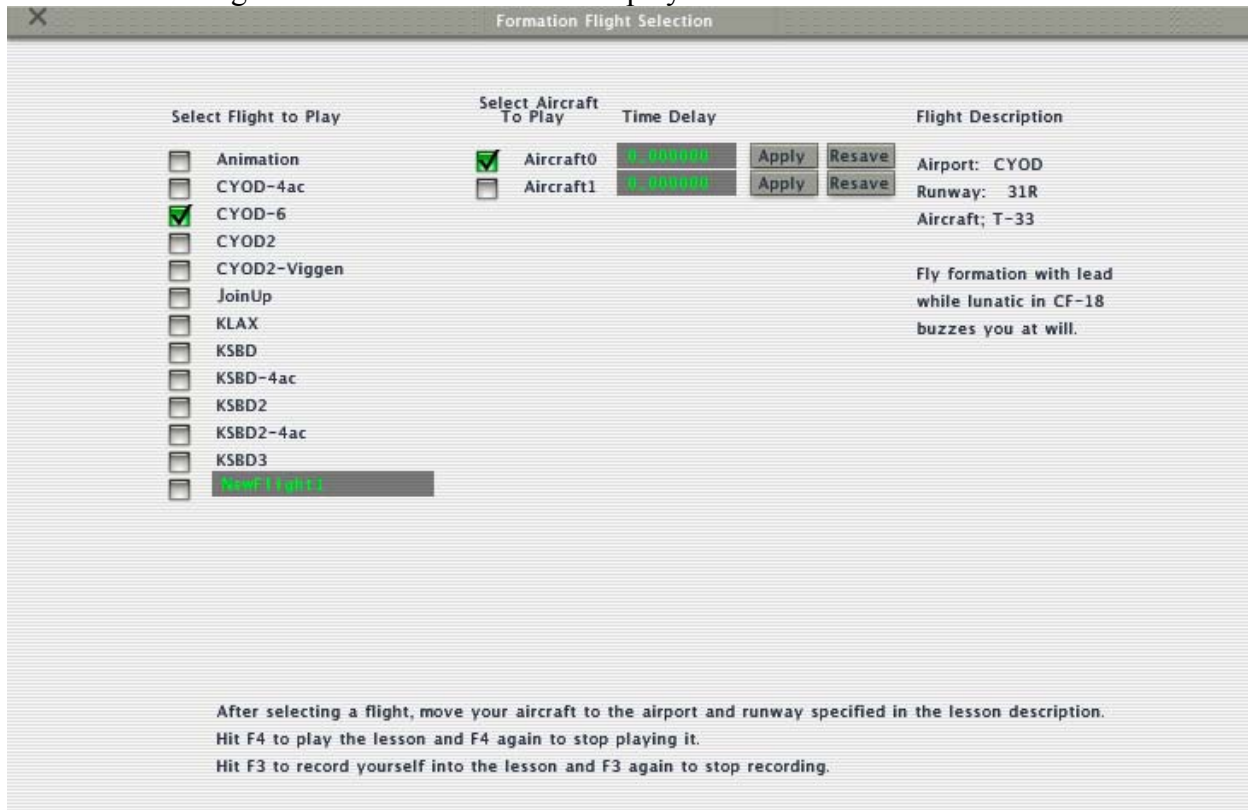 Formation Flight Selection
Select Flight to Play
Select Aircraft
To Play
Time Delay
Flight Description
Animation
CYOD-4ac
CYOD-6
CYOD2
CYOD2-Viggen
JoinUp
KLAX
KSBD
KSBD-4ac
KSBD2
KSBD2-4ac
KSBD3
NewFlight1
Aircraft0 0.000000 Apply Resave
Aircraft1 0.000000 Apply Resave
Airport: CYOD
Runway: 31R
Aircraft; T-33
Fly formation with lead
while lunatic in CF-18
buzzes you at will.
After selecting a flight, move your aircraft to the airport and runway specified in the lesson description.
Hit F4 to play the lesson and F4 again to stop playing it.
Hit F3 to record yourself into the lesson and F3 again to stop recording.